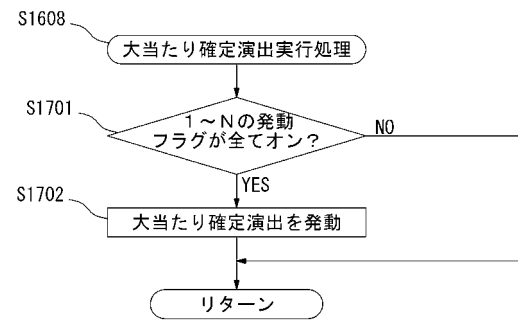 S1608
大当たり確定演出実行処理
S1701
１～Ｎの発動
フラグが全てオン？
NO
YES
S1702
大当たり確定演出を発動
リターン